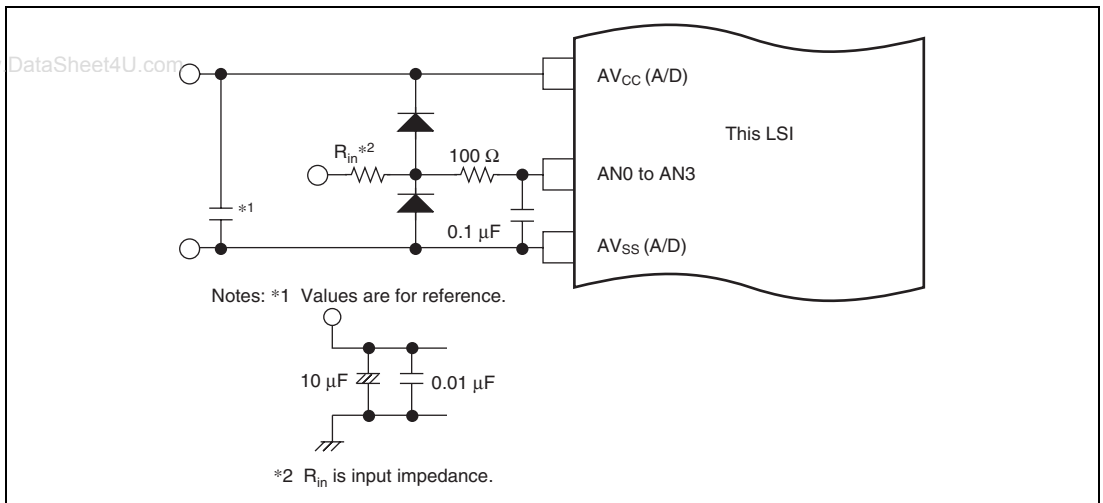 DataSheet4U.com
AVCC (A/D)
This LSI
Rin*2
100 Ω
AN0 to AN3
*1
0.1 μF
AVSS (A/D)
Notes: *1 Values are for reference.
10 μF
0.01 μF
*2 Rin is input impedance.